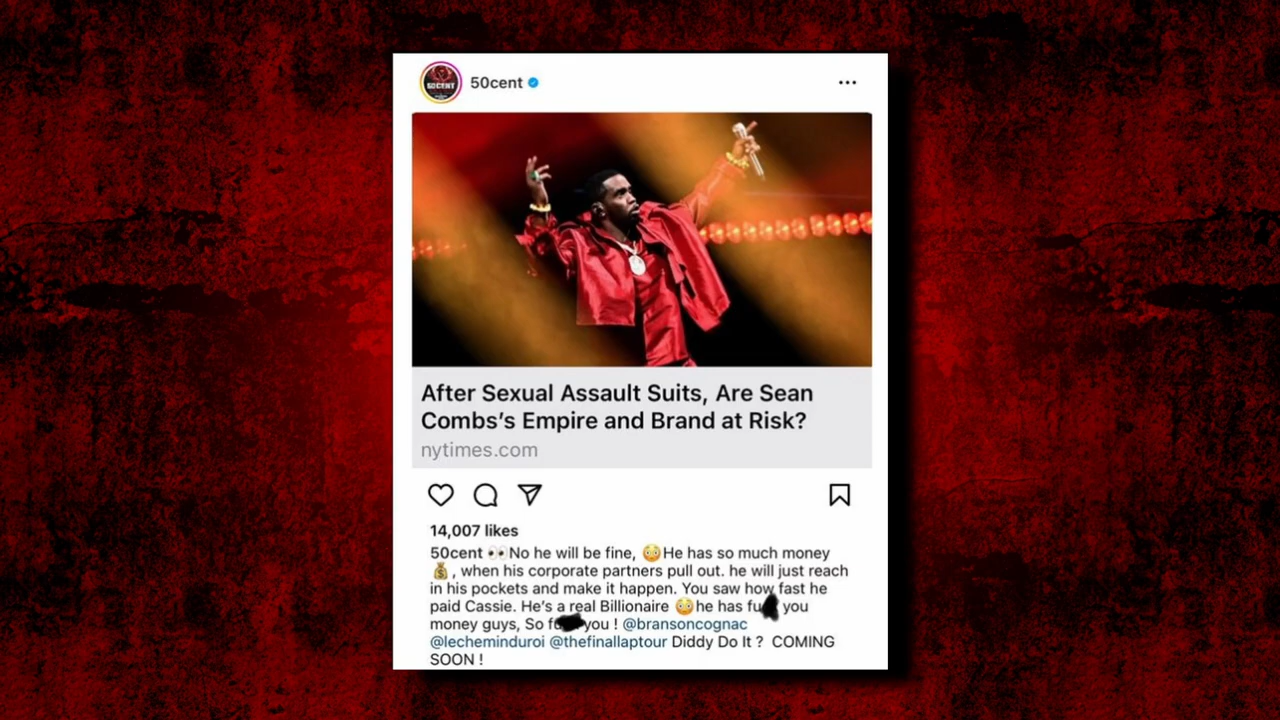 50CENT
50cent
After Sexual Assault Suits, Are Sean
Combs's Empire and Brand at Risk?
nytimes.com
14,007 likes
50cent 👀No he will be fine, 😳He has so much money
💰, when his corporate partners pull out. he will just reach
in his pockets and make it happen. You saw how fast he
paid Cassie. He's a real Billionaire 😳he has fu you
money guys, So f you ! @bransoncognac
@lecheminduroi @thefinallaptour Diddy Do It ? COMING
SOON !